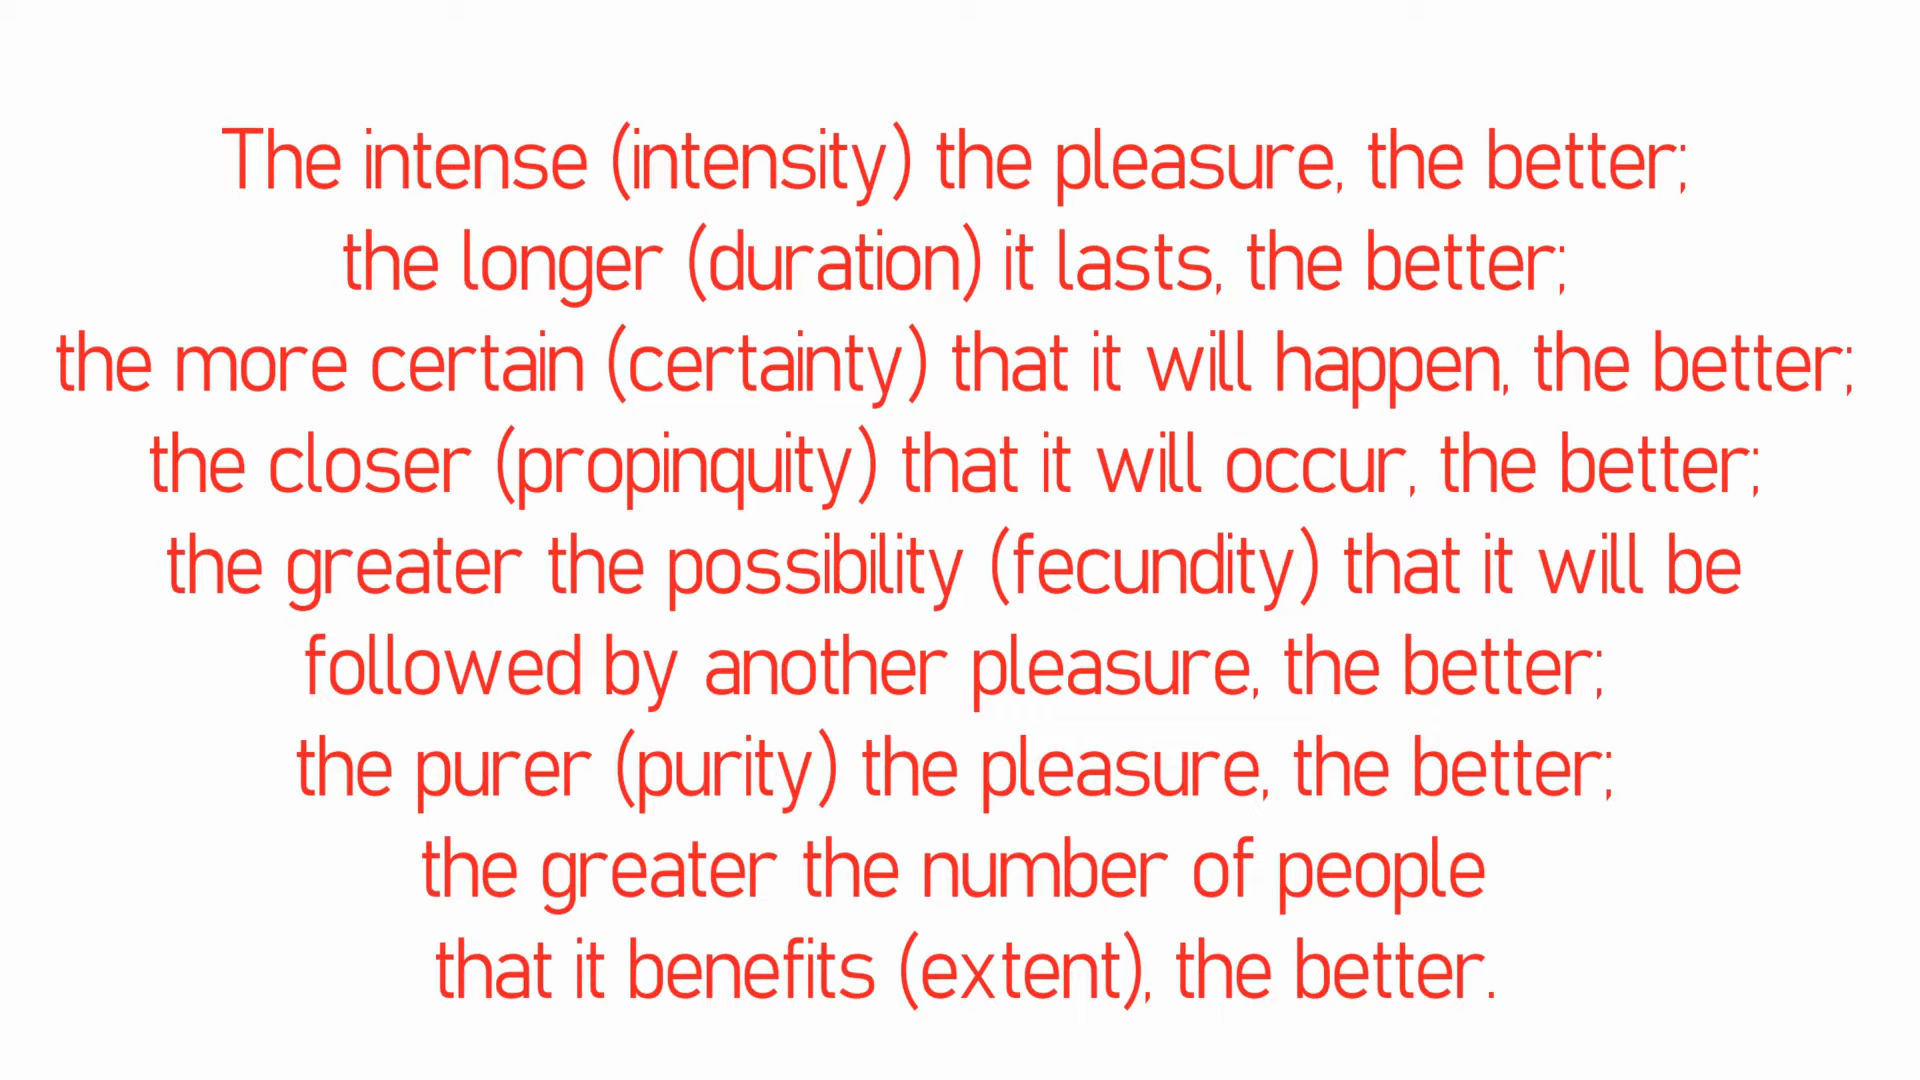 The intense (intensity) the pleasure, the better;
the longer (duration) it lasts, the better;
the more certain (certainty) that it will happen, the better;
the closer (propinquity) that it will occur, the better;
the greater the possibility (fecundity) that it will be
followed by another pleasure, the better;
the purer (purity) the pleasure, the better;
the greater the number of people
that it benefits (extent), the better.